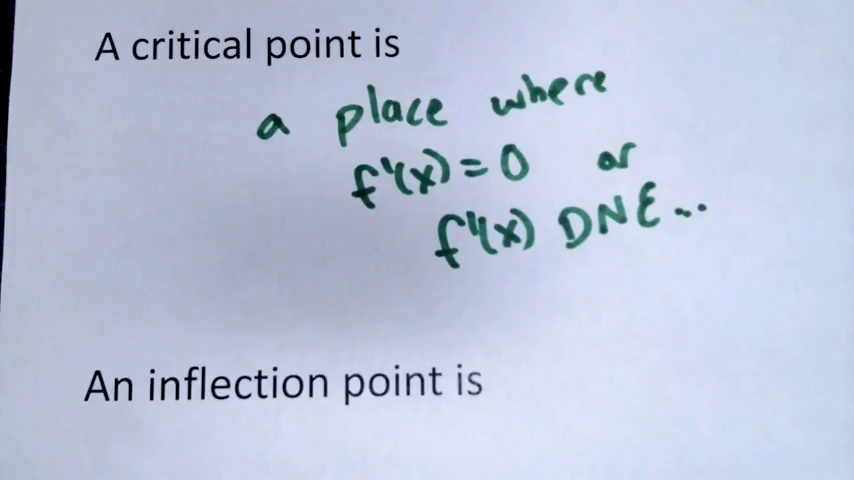 A critical point is
a place where
f'(x) = 0 or
f'(x) DNE...
An inflection point is